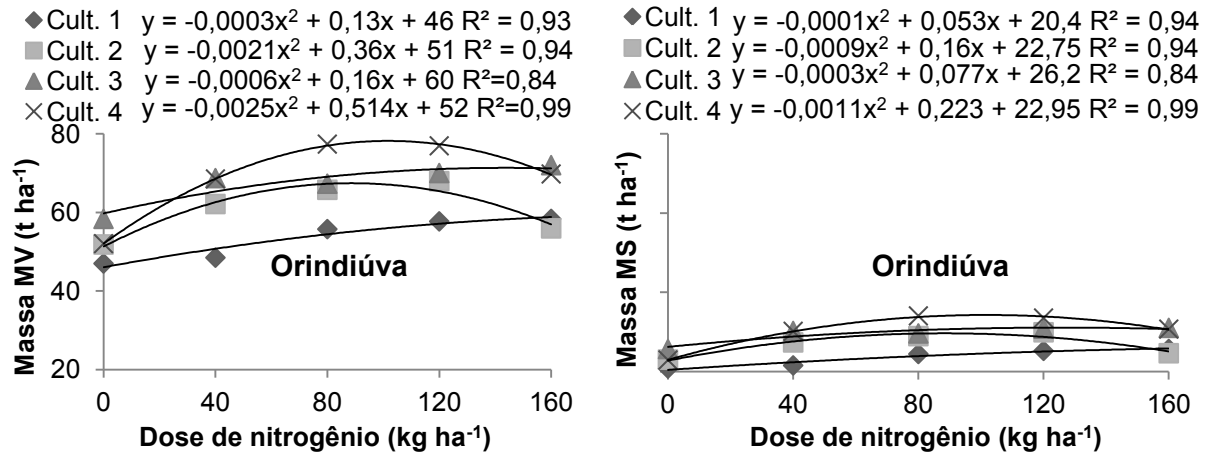 Cult. 1 y = -0,0003x² + 0,13x + 46 R² = 0,93
Cult. 2 y = -0,0021x² + 0,36x + 51 R² = 0,94
Cult. 3 y = -0,0006x² + 0,16x + 60 R²=0,84
Cult. 4 y = -0,0025x² + 0,514x + 52 R²=0,99
80
60
40
20
Massa MV (t ha⁻¹)
Orindiúva
0 40 80 120 160
Dose de nitrogênio (kg ha⁻¹)
Cult. 1 y = -0,0001x² + 0,053x + 20,4 R² = 0,94
Cult. 2 y = -0,0009x² + 0,16x + 22,75 R² = 0,94
Cult. 3 y = -0,0003x² + 0,077x + 26,2 R² = 0,84
Cult. 4 y = -0,0011x² + 0,223 + 22,95 R² = 0,99
Massa MS (t ha⁻¹)
Orindiúva
0 40 80 120 160
Dose de nitrogênio (kg ha⁻¹)